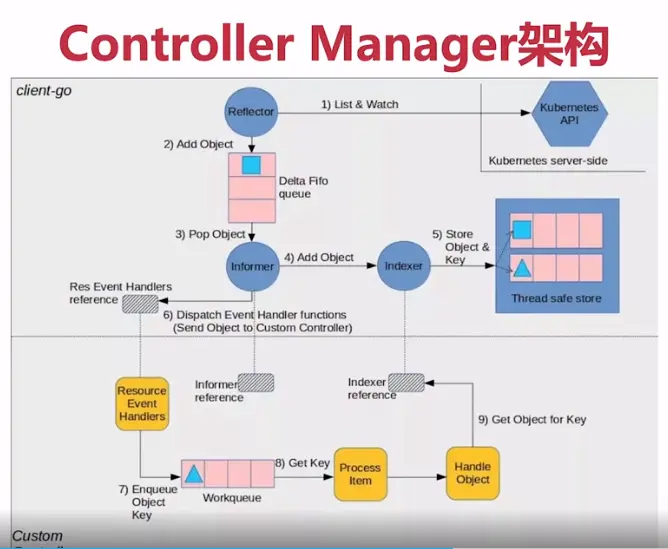 Controller Manager架构
client-go
Reflector
1) List & Watch
Kubernetes
API
Kubernetes server-side
2) Add Object
Delta Fifo
queue
3) Pop Object
Informer
4) Add Object
Indexer
5) Store
Object &
Key
Thread safe store
Res Event Handlers
reference
6) Dispatch Event Handler functions
(Send Object to Custom Controller)
Resource
Event
Handlers
Informer
reference
Indexer
reference
9) Get Object for Key
7) Enqueue
Object
Key
Workqueue
8) Get Key
Process
Item
Handle
Object
Custom